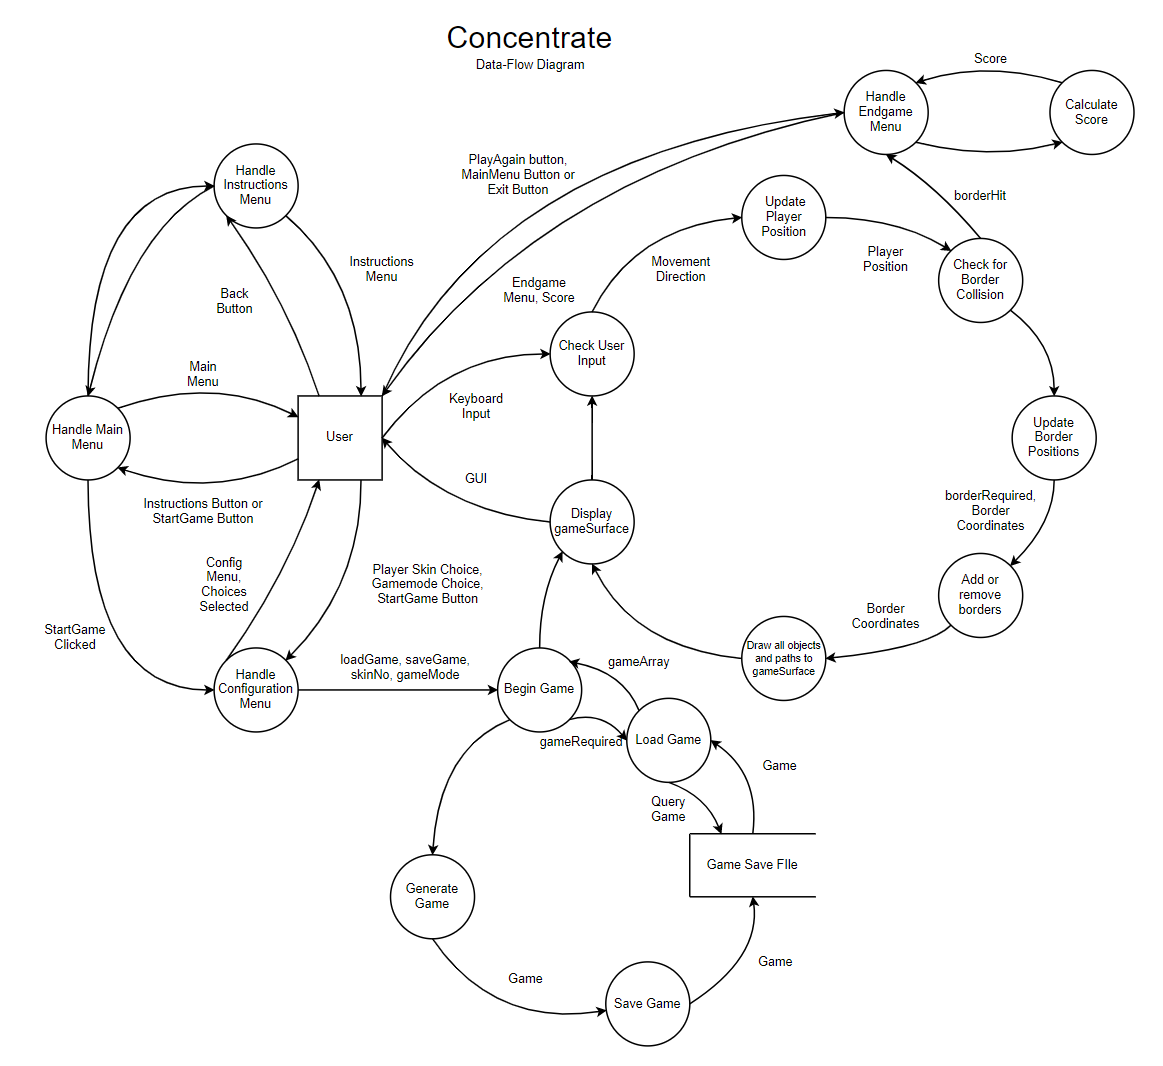 Concentrate
Data-Flow Diagram
Score
Handle
Endgame
Menu
Calculate
Score
PlayAgain button,
MainMenu Button or
Exit Button
Handle
Instructions
Menu
borderHit
Update
Player
Position
Instructions
Menu
Movement
Direction
Player
Position
Check for
Border
Collision
Back
Button
Endgame
Menu, Score
Check User
Input
Main
Menu
Keyboard
Input
Handle Main
Menu
User
Update
Border
Positions
GUI
Instructions Button or
StartGame Button
Display
gameSurface
borderRequired,
Border
Coordinates
Config
Menu,
Choices
Selected
Player Skin Choice,
Gamemode Choice,
StartGame Button
Add or
remove
borders
Border
Coordinates
StartGame
Clicked
Draw all objects
and paths to
gameSurface
loadGame, saveGame,
skinNo, gameMode
gameArray
Handle
Configuration
Menu
Begin Game
gameRequired
Load Game
Game
Query
Game
Game Save FIle
Generate
Game
Game
Game
Save Game